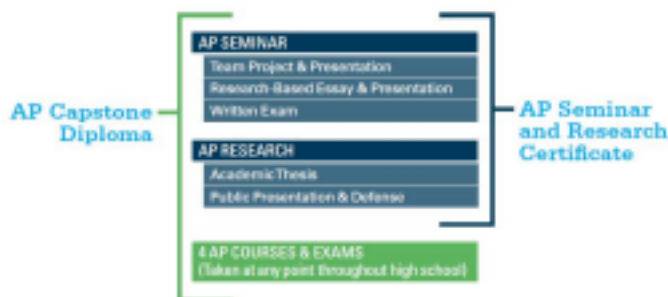 AP Capstone
Diploma
AP SEMINAR
Team Project & Presentation
Research-Based Essay & Presentation
Written Exam
AP RESEARCH
Academic Thesis
Public Presentation & Defense
4 AP COURSES & EXAMS
(Taken at any point throughout high school)
AP Seminar
and Research
Certificate